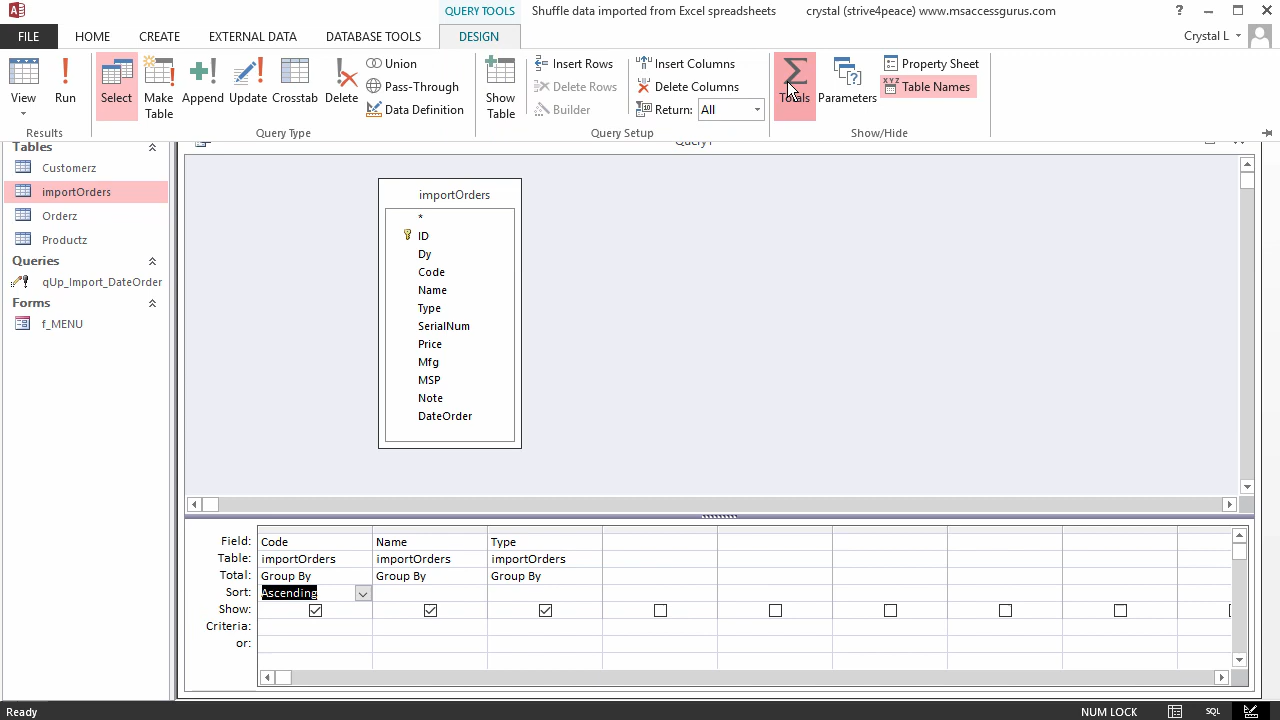 QUERY TOOLS
Shuffle data imported from Excel spreadsheets
crystal (strive4peace) www.msaccessgurus.com
?
FILE HOME CREATE EXTERNAL DATA DATABASE TOOLS DESIGN
Crystal L
View
Run
Select
Make
Table
Append
Update
Crosstab
Delete
Union
Pass-Through
Data Definition
Show
Table
Insert Rows
Delete Rows
Builder
Insert Columns
Delete Columns
Return: All
Totals
Parameters
XYZ
Property Sheet
Table Names
Results
Query Type
Query Setup
Show/Hide
Tables
Customerz
importOrders
Orderz
Productz
Queries
qUp_Import_DateOrder
Forms
f_MENU
Query1
importOrders
*
ID
Dy
Code
Name
Type
SerialNum
Price
Mfg
MSP
Note
DateOrder
Field: Code Name Type
Table: importOrders importOrders importOrders
Total: Group By Group By Group By
Sort: Ascending
Show:
Criteria:
or:
Ready
NUM LOCK
SQL